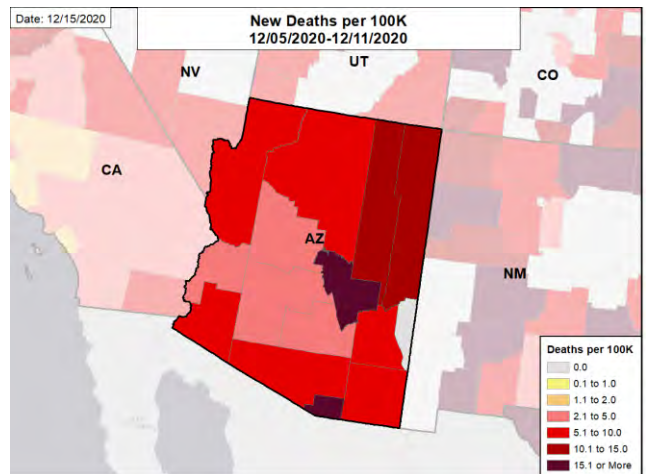 Date: 12/15/2020
New Deaths per 100K
12/05/2020-12/11/2020
NV
UT
CO
CA
AZ
NM
Deaths per 100K
0.0
0.1 to 1.0
1.1 to 2.0
2.1 to 5.0
5.1 to 10.0
10.1 to 15.0
15.1 or More